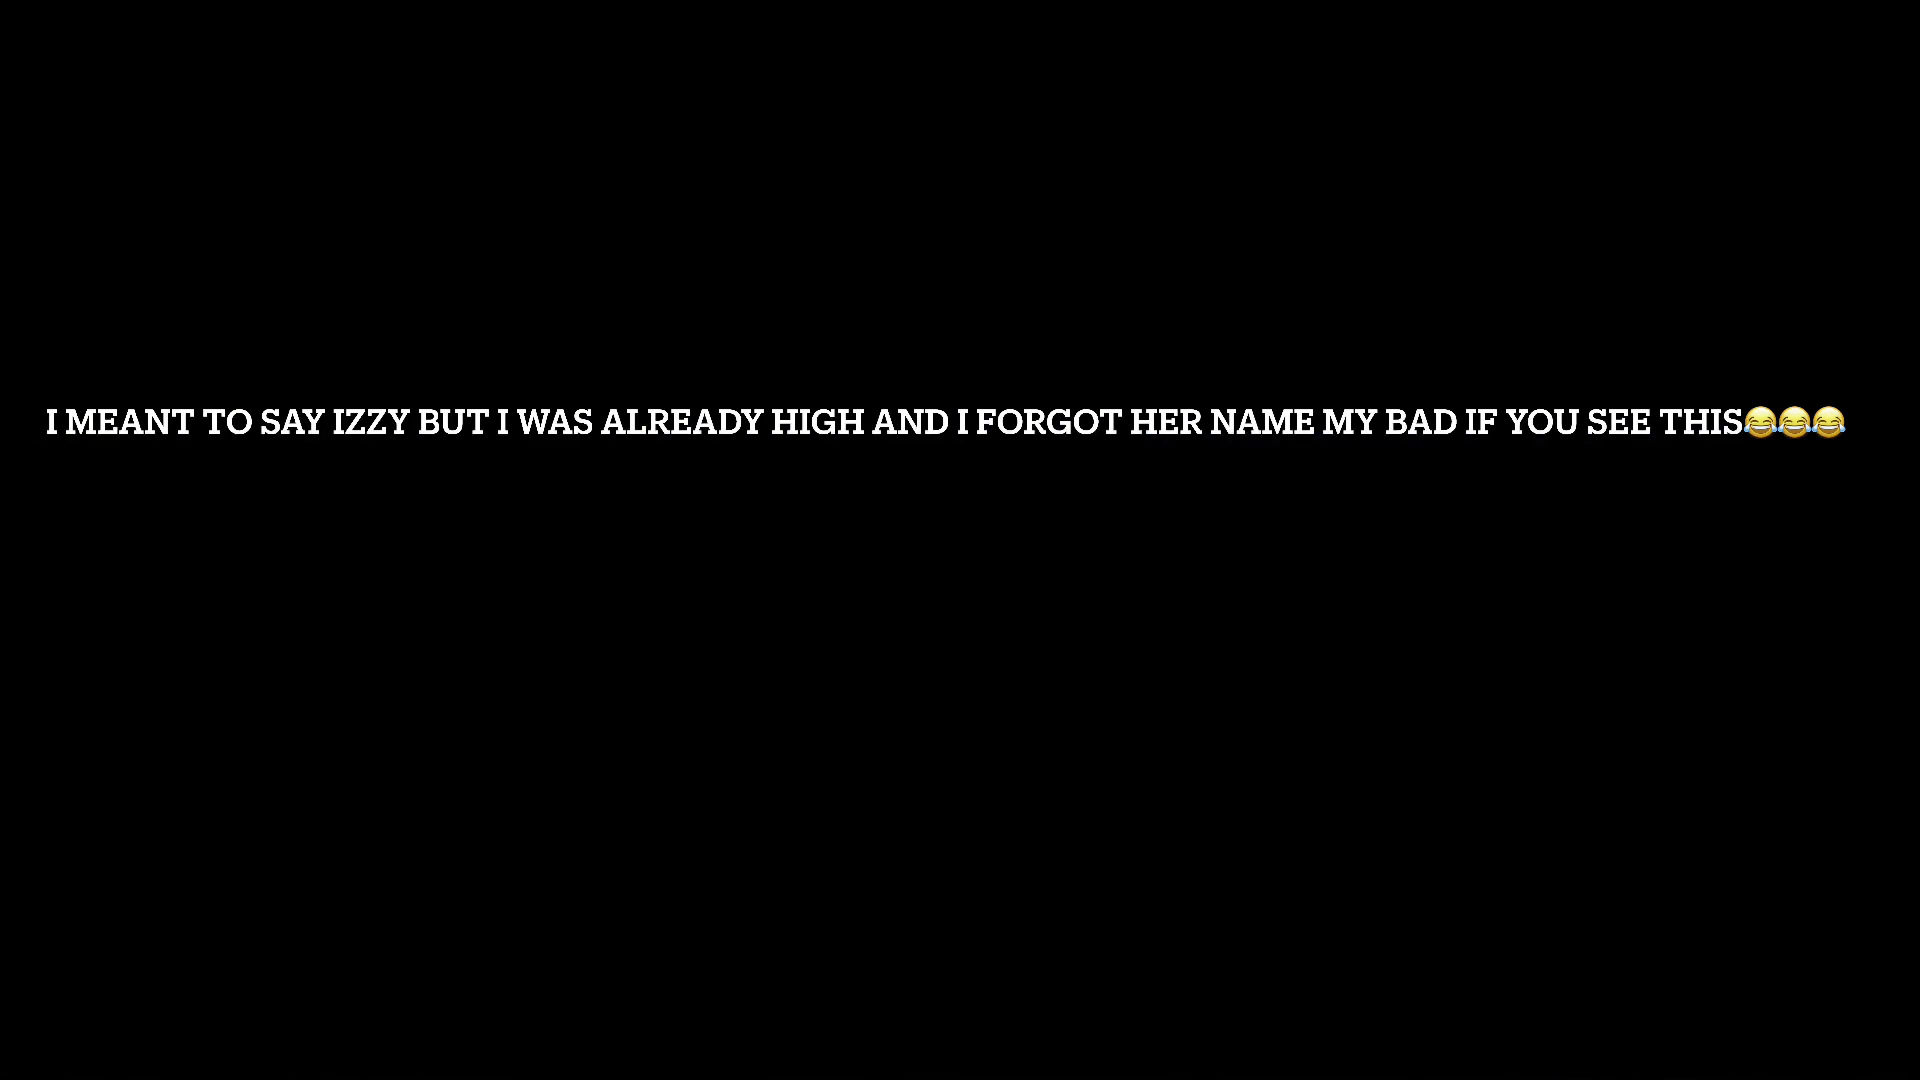 I MEANT TO SAY IZZY BUT I WAS ALREADY HIGH AND I FORGOT HER NAME MY BAD IF YOU SEE THIS😂😂😂